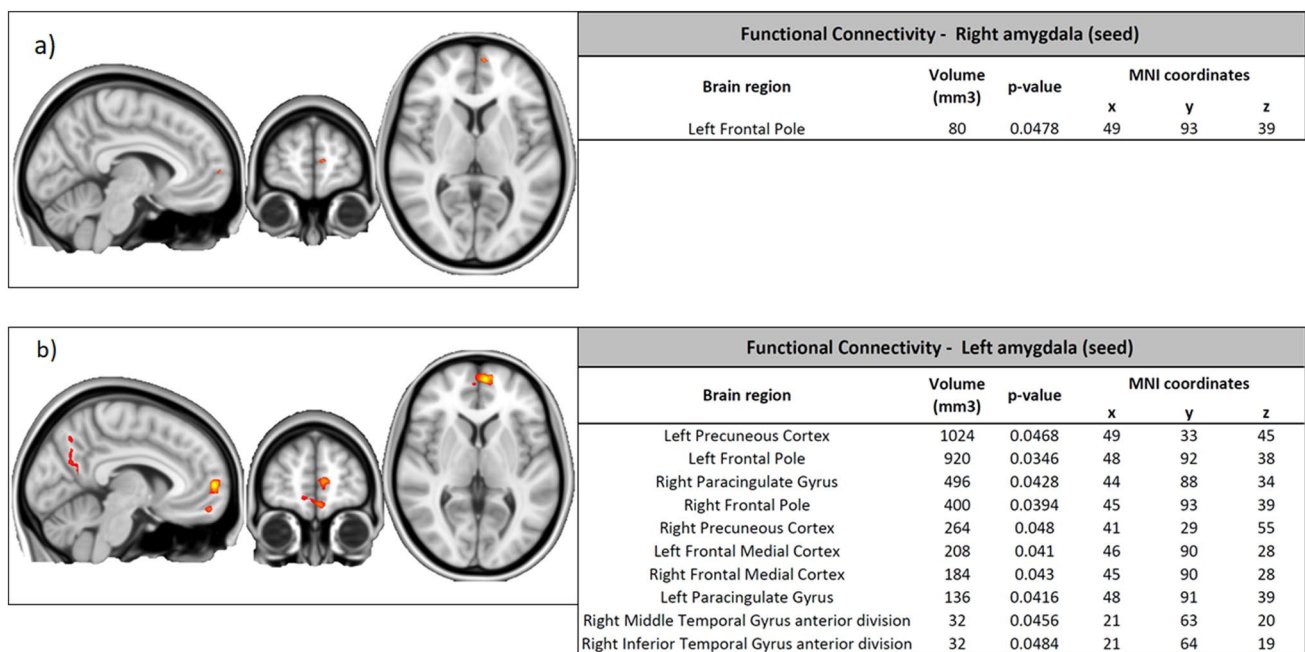 a)
Functional Connectivity - Right amygdala (seed)
Brain region Volume (mm3) p-value MNI coordinates
x y z
Left Frontal Pole 80 0.0478 49 93 39
b)
Functional Connectivity - Left amygdala (seed)
Brain region Volume (mm3) p-value MNI coordinates
x y z
Left Precuneous Cortex 1024 0.0468 49 33 45
Left Frontal Pole 920 0.0346 48 92 38
Right Paracingulate Gyrus 496 0.0428 44 88 34
Right Frontal Pole 400 0.0394 45 93 39
Right Precuneous Cortex 264 0.048 41 29 55
Left Frontal Medial Cortex 208 0.041 46 90 28
Right Frontal Medial Cortex 184 0.043 45 90 28
Left Paracingulate Gyrus 136 0.0416 48 91 39
Right Middle Temporal Gyrus anterior division 32 0.0456 21 63 20
Right Inferior Temporal Gyrus anterior division 32 0.0484 21 64 19